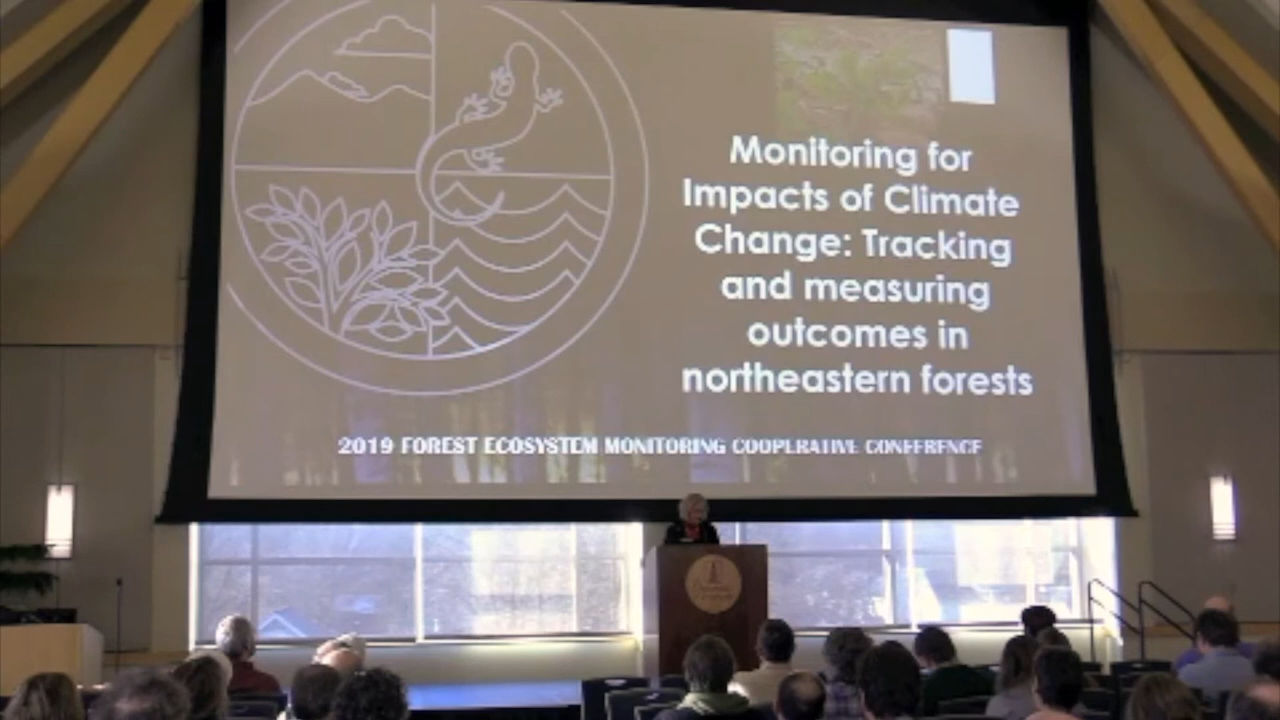 Monitoring for
Impacts of Climate
Change: Tracking
and measuring
outcomes in
northeastern forests
2019 FOREST ECOSYSTEM MONITORING COOPERATIVE CONFERENCE